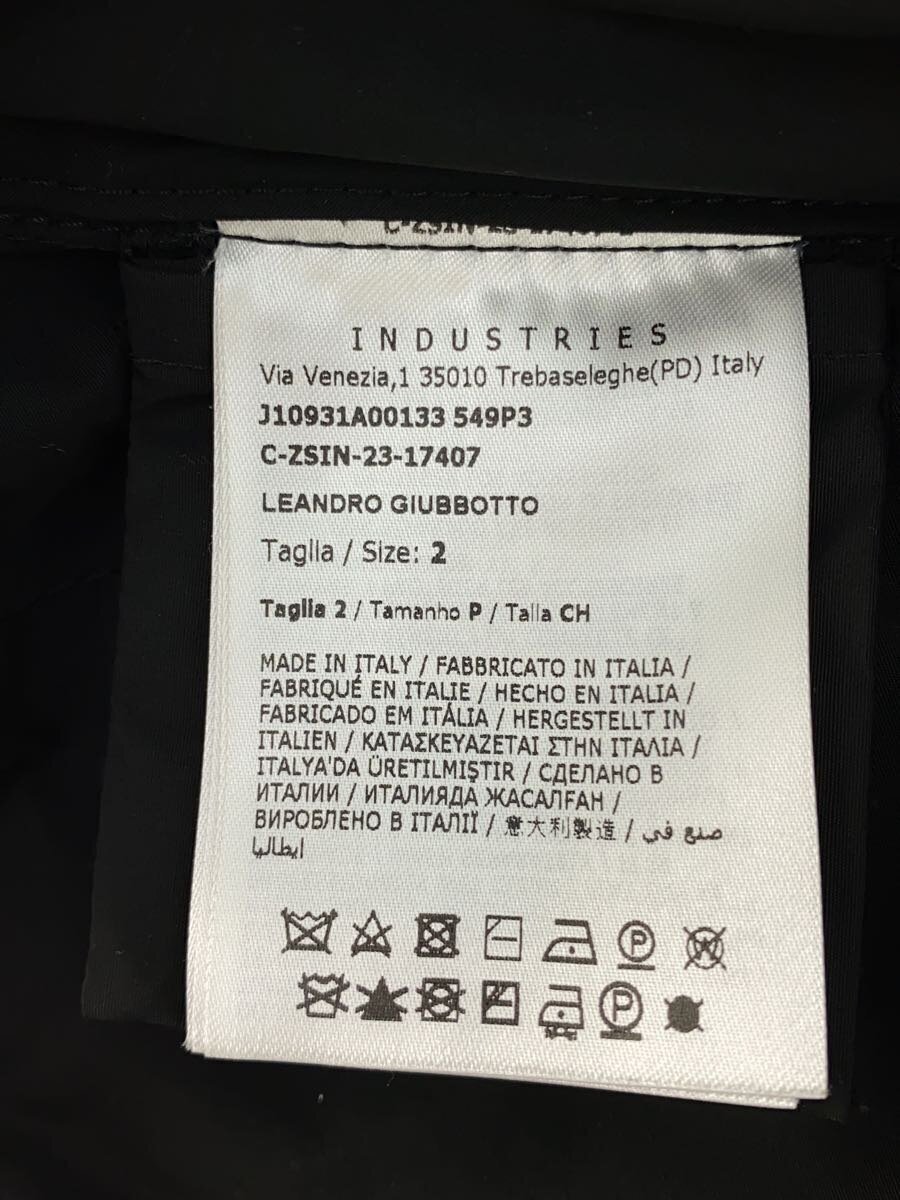 C-ZSIN-23-17407
INDUSTRIES
Via Venezia,1 35010 Trebaseleghe(PD) Italy
J10931A00133 549P3
C-ZSIN-23-17407
LEANDRO GIUBBOTTO
Taglia / Size: 2
Taglia 2 / Tamanho P / Talla CH
MADE IN ITALY / FABBRICATO IN ITALIA /
FABRIQUÉ EN ITALIE / HECHO EN ITALIA /
FABRICADO EM ITÁLIA / HERGESTELLT IN
ITALIEN / ΚΑΤΑΣΚΕΥΑΖΕΤΑΙ ΣΤΗΝ ΙΤΑΛΙΑ /
ITALYA'DA ÜRETILMIŞTIR / СДЕЛАНО В
ИТАЛИИ / ИТАЛИЯДА ЖАСАЛҒАН /
ВИРОБЛЕНО В ІТАЛІЇ / 意大利製造 / صنع في
ايطاليا
P W
P